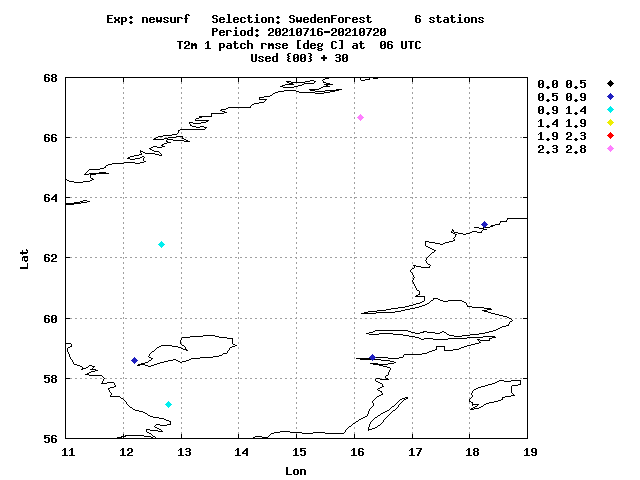 Exp: newsurf Selection: SwedenForest 6 stations
Period: 20210716-20210720
T2m 1 patch rmse [deg C] at 06 UTC
Used {00} + 30
0.0 0.5
0.5 0.9
0.9 1.4
1.4 1.9
1.9 2.3
2.3 2.8
68
66
64
62
60
58
56
Lat
11 12 13 14 15 16 17 18 19
Lon